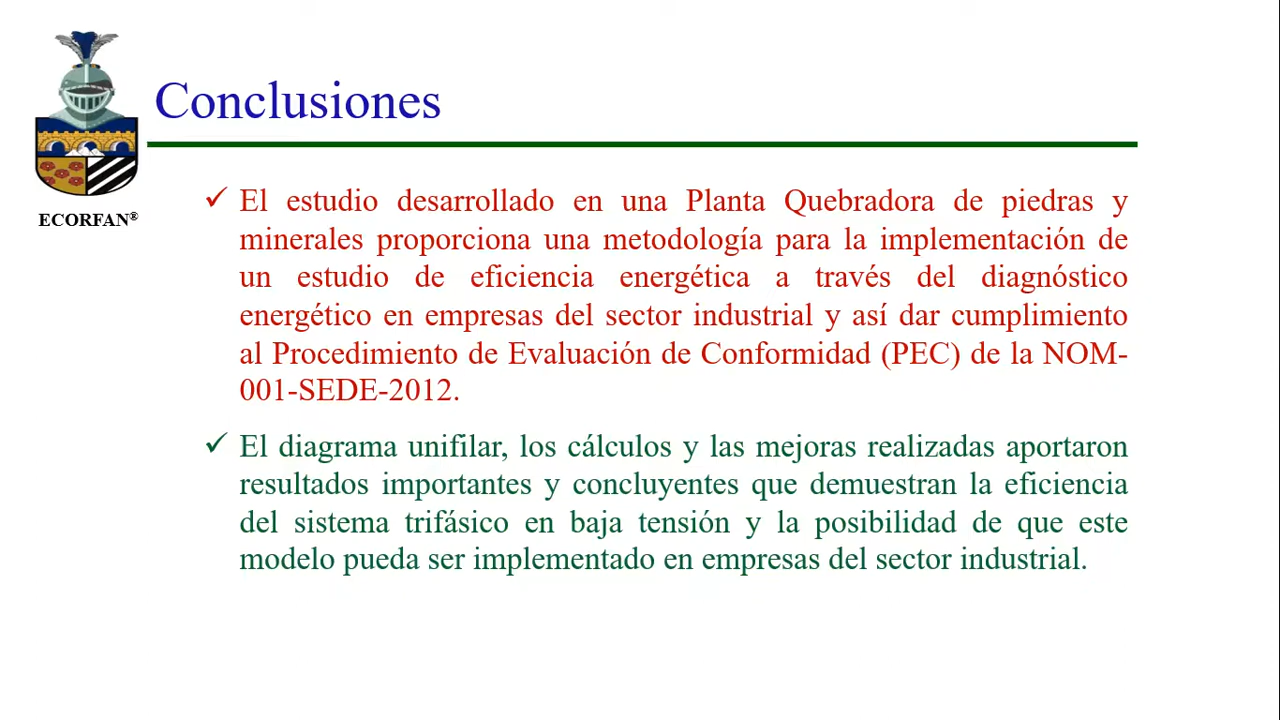 Conclusiones
ECORFAN®
✓ El estudio desarrollado en una Planta Quebradora de piedras y
minerales proporciona una metodología para la implementación de
un estudio de eficiencia energética a través del diagnóstico
energético en empresas del sector industrial y así dar cumplimiento
al Procedimiento de Evaluación de Conformidad (PEC) de la NOM-
001-SEDE-2012.
✓ El diagrama unifilar, los cálculos y las mejoras realizadas aportaron
resultados importantes y concluyentes que demuestran la eficiencia
del sistema trifásico en baja tensión y la posibilidad de que este
modelo pueda ser implementado en empresas del sector industrial.